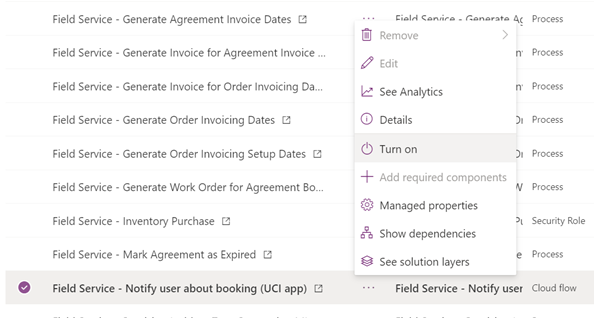 Field Service - Generate Agreement Invoice Dates Field Service - Generate Ag Process
Remove
Field Service - Generate Invoice for Agreement Invoice ... Process
Edit
Field Service - Generate Invoice for Order Invoicing Da... Process
See Analytics
Field Service - Generate Order Invoicing Dates Process
Details
Field Service - Generate Order Invoicing Setup Dates Process
Turn on
Field Service - Generate Work Order for Agreement Bo... Process
Add required components
Field Service - Inventory Purchase Security Role
Managed properties
Field Service - Mark Agreement as Expired Process
Show dependencies
See solution layers
Field Service - Notify user about booking (UCI app) ... Field Service - Notify user Cloud flow